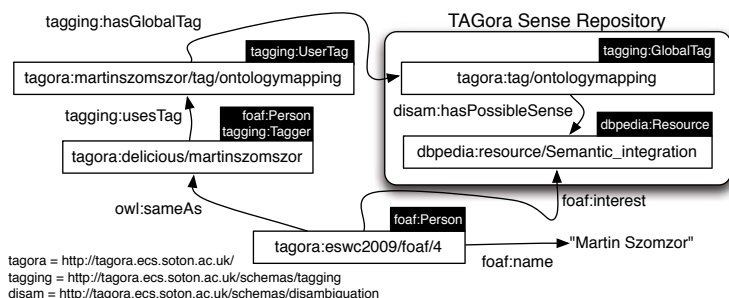 tagging:hasGlobalTag
TAGora Sense Repository
tagging:UserTag
tagging:GlobalTag
tagora:martinszomszor/tag/ontologymapping
tagora:tag/ontologymapping
tagging:usesTag
disam:hasPossibleSense
foaf:Person
tagging:Tagger
dbpedia:Resource
tagora:delicious/martinszomszor
dbpedia:resource/Semantic_integration
owl:sameAs
foaf:interest
foaf:Person
tagora:eswc2009/foaf/4
"Martin Szomzor"
foaf:name
tagora = http://tagora.ecs.soton.ac.uk/
tagging = http://tagora.ecs.soton.ac.uk/schemas/tagging
disam = http://tagora.ecs.soton.ac.uk/schemas/disambiguation